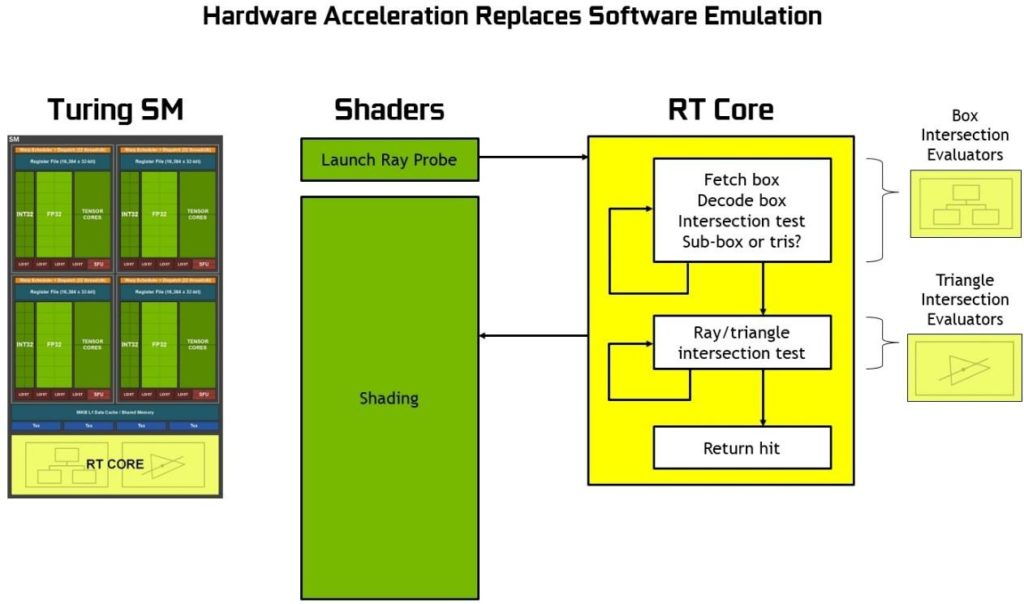 Hardware Acceleration Replaces Software Emulation
Turing SM
Shaders
RT Core
SM
Warp Scheduler + Dispatch (32 thread/clk)
Register File (16,384 x 32-bit)
INT32
FP32
TENSOR
CORES
LD/ST LD/ST LD/ST LD/ST SFU
Warp Scheduler + Dispatch (32 thread/clk)
Register File (16,384 x 32-bit)
INT32
FP32
TENSOR
CORES
LD/ST LD/ST LD/ST LD/ST SFU
Warp Scheduler + Dispatch (32 thread/clk)
Register File (16,384 x 32-bit)
INT32
FP32
TENSOR
CORES
LD/ST LD/ST LD/ST LD/ST SFU
Warp Scheduler + Dispatch (32 thread/clk)
Register File (16,384 x 32-bit)
INT32
FP32
TENSOR
CORES
LD/ST LD/ST LD/ST LD/ST SFU
L1 Data Cache / Shared Memory
Tex Tex Tex Tex
RT CORE
Launch Ray Probe
Shading
Fetch box
Decode box
Intersection test
Sub-box or tris?
Ray/triangle
intersection test
Return hit
Box
Intersection
Evaluators
Triangle
Intersection
Evaluators